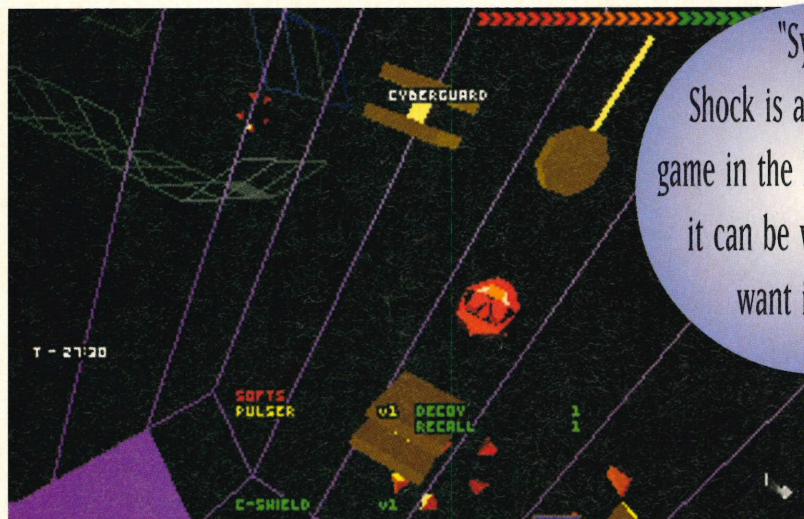 CYBERGUARD
"Sy
Shock is a
game in the
it can be
want i
T - 27:30
SOFTS
PULSER v1 DECOY 1
RECALL 1
C-SHIELD v1